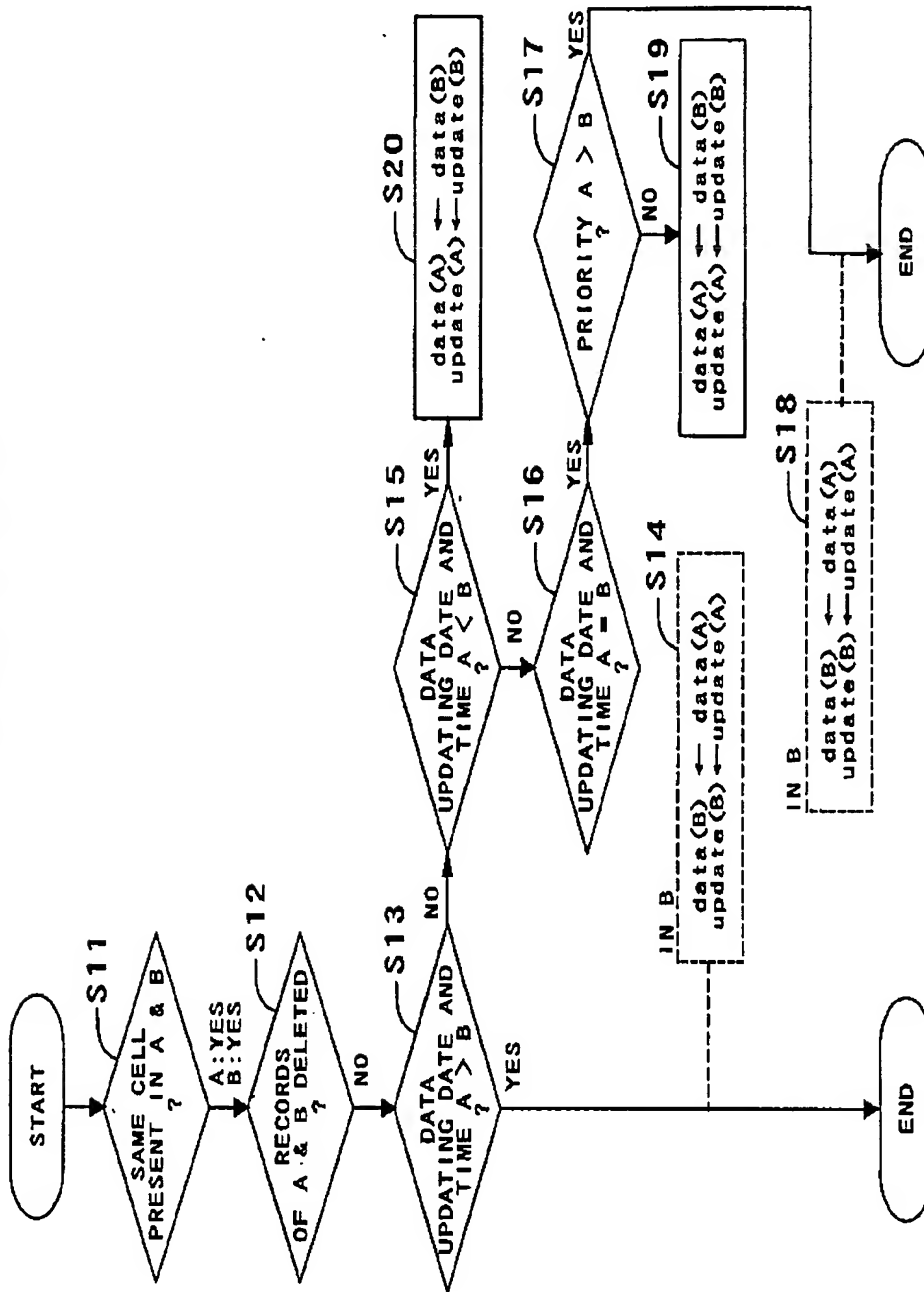 START
S11
SAME CELL
PRESENT IN A & B
?
A:YES
B:YES
S12
RECORDS
OF A & B DELETED
?
NO
S13
DATA
UPDATING DATE AND
TIME A > B
?
NO
YES
S15
DATA
UPDATING DATE AND
TIME A < B
?
YES
NO
S20
data(A) ← data(B)
update(A)←update(B)
S16
DATA
UPDATING DATE AND
TIME A = B
?
YES
S17
PRIORITY A > B
?
YES
NO
S19
data(A) ← data(B)
update(A)←update(B)
IN B
S14
data(B) ← data(A)
update(B)←update(A)
IN B
S18
data(B) ← data(A)
update(B)←update(A)
END
END